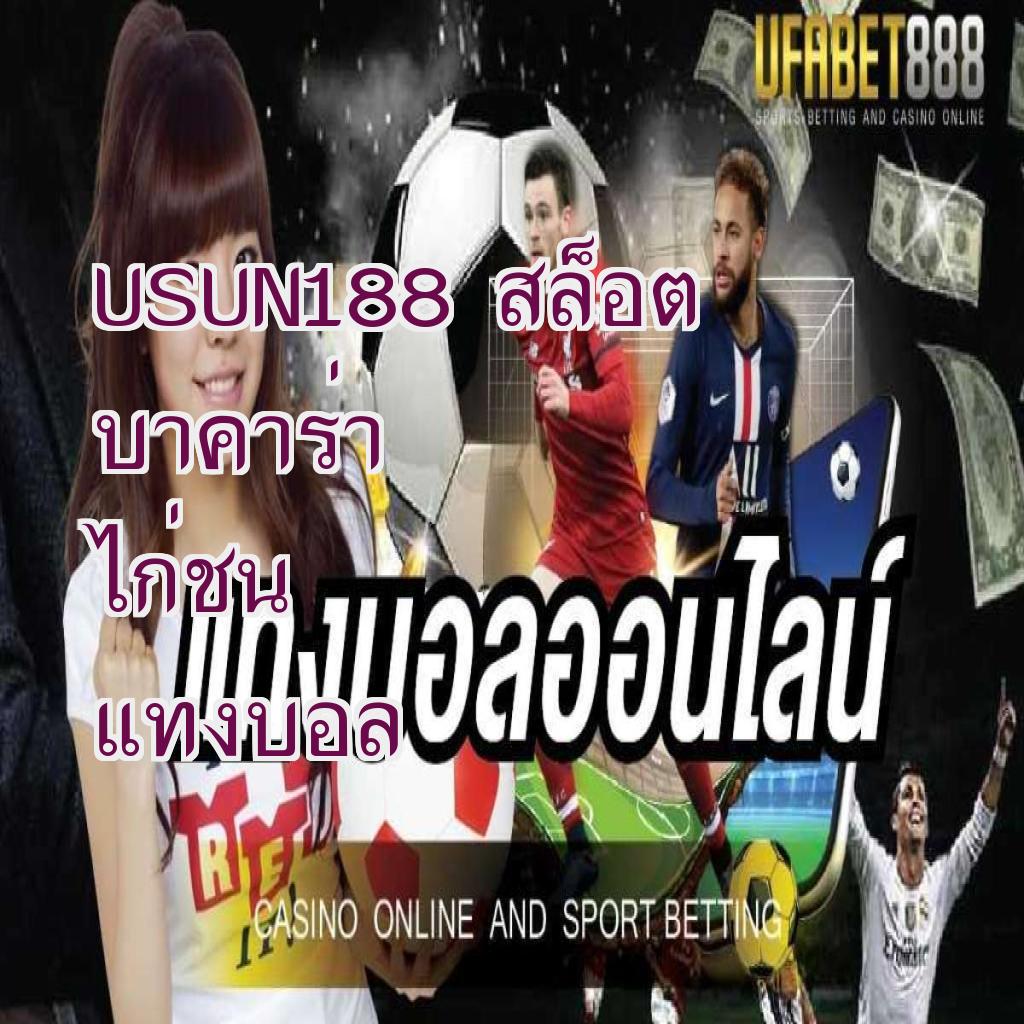 UFABET888
SPORTS BETTING AND CASINO ONLINE
USUN188 สล็อต
บาคาร่า
ไก่ชน
แทงบอลออนไลน์
แทงบอล
CASINO ONLINE AND SPORT BETTING